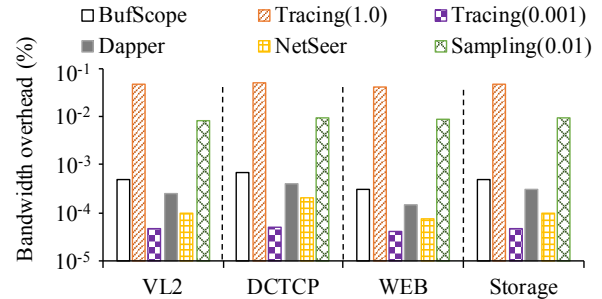 BufScope Tracing(1.0) Tracing(0.001)
Dapper NetSeer Sampling(0.01)
Bandwidth overhead (%)
10-1
10-2
10-3
10-4
10-5
VL2 DCTCP WEB Storage